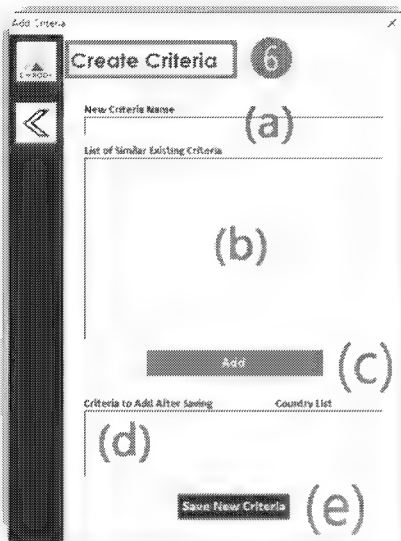 Add Criteria
Create Criteria 6
New Criteria Name
(a)
List of Similar Existing Criteria
(b)
Add
(c)
Criteria to Add After Saving Country List
(d)
Save New Criteria
(e)